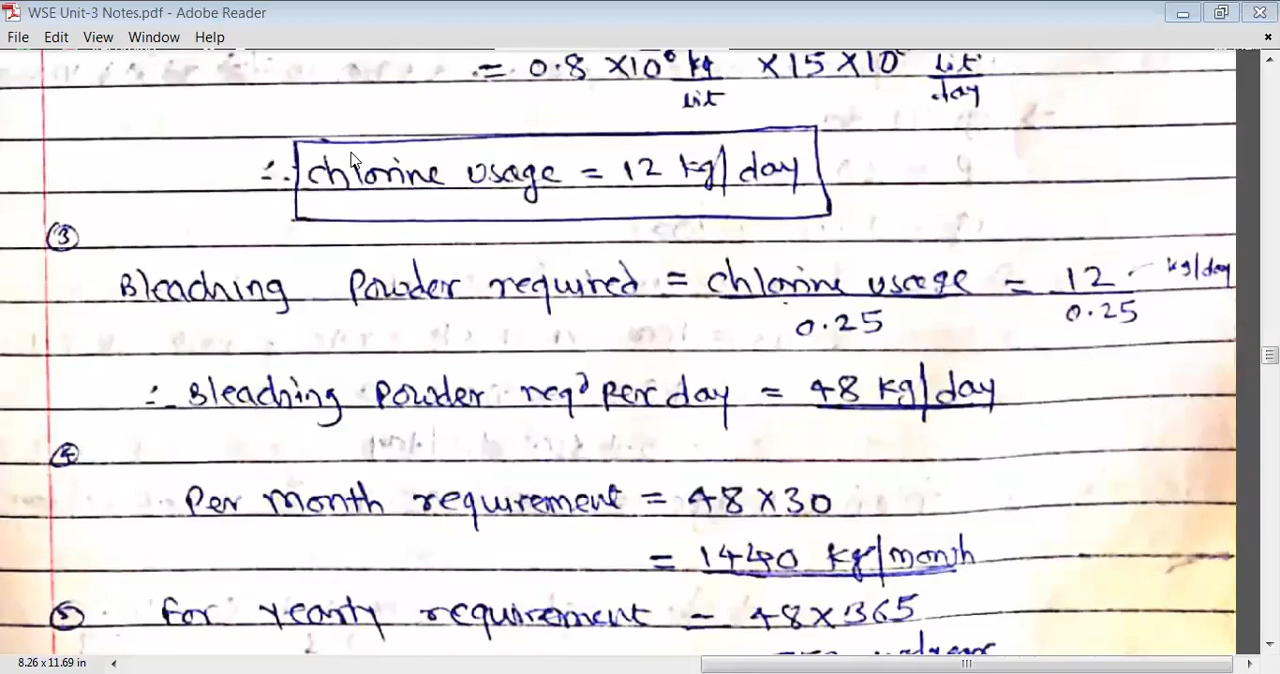 WSE Unit-3 Notes.pdf - Adobe Reader
File Edit View Window Help
= 0.8 ×10⁶ kg/lit ×15×10 lit/day
∴ chlorine usage = 12 kg/day
③
Bleaching Powder required = chlorine usage / 0.25 = 12 / 0.25 kg/day
∴ Bleaching powder reqᵈ per day = 48 kg/day
④
Per month requirement = 48×30
= 1440 kg/month
⑤ for yearly requirement = 48×365
8.26 x 11.69 in